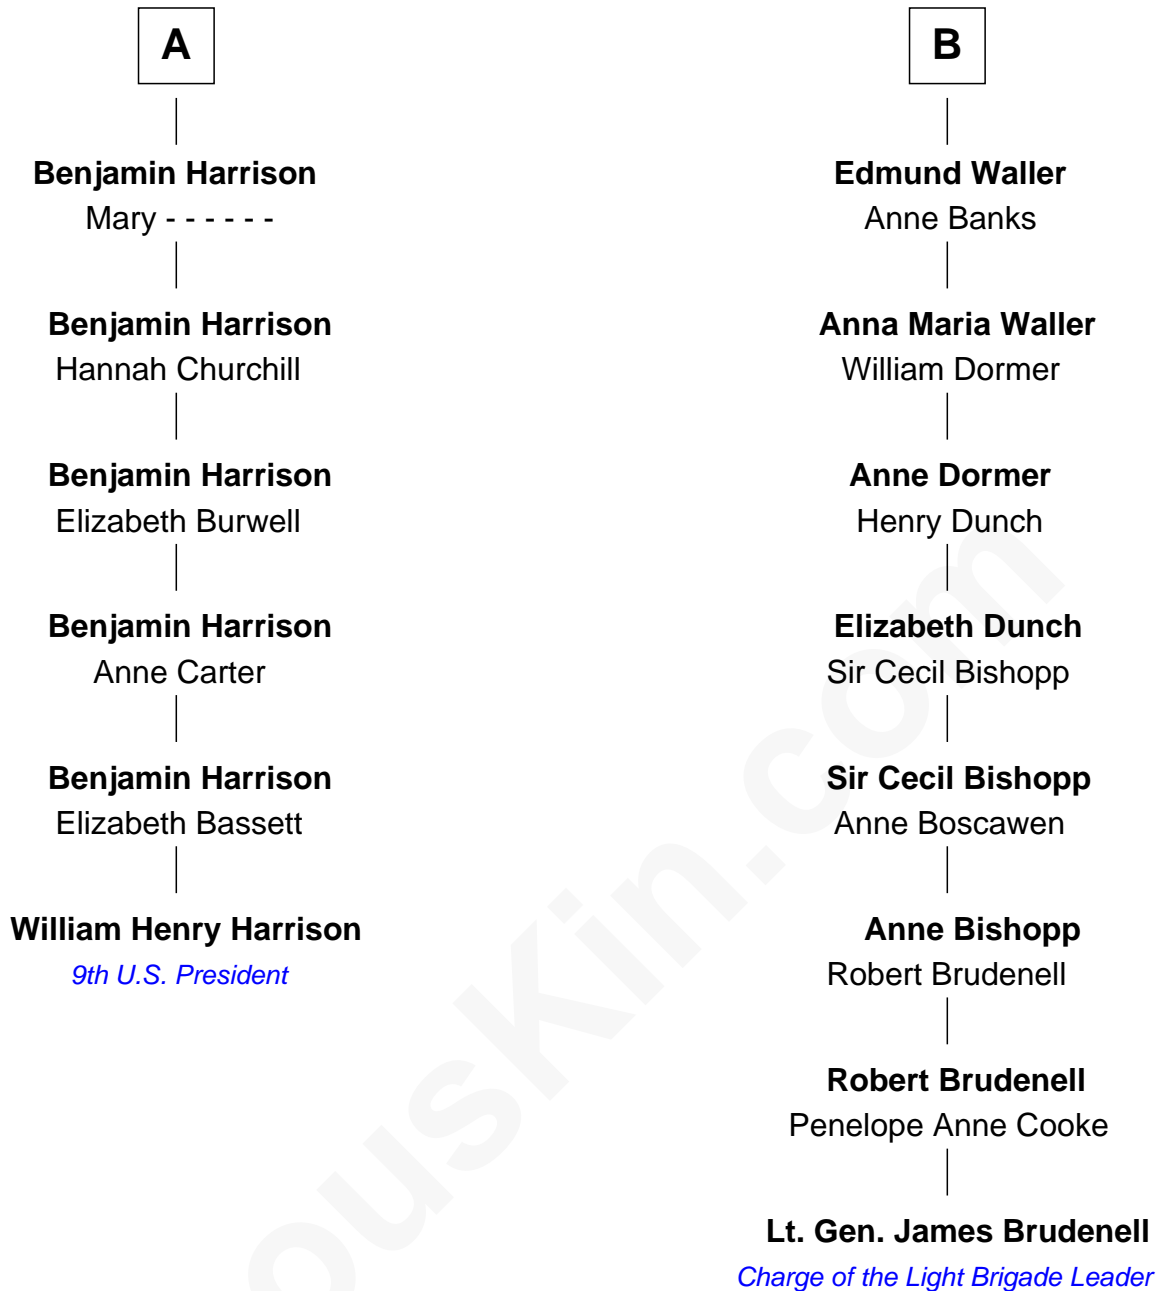 A
Benjamin Harrison
Mary - - - - - -
Benjamin Harrison
Hannah Churchill
Benjamin Harrison
Elizabeth Burwell
Benjamin Harrison
Anne Carter
Benjamin Harrison
Elizabeth Bassett
William Henry Harrison
9th U.S. President
B
Edmund Waller
Anne Banks
Anna Maria Waller
William Dormer
Anne Dormer
Henry Dunch
Elizabeth Dunch
Sir Cecil Bishopp
Sir Cecil Bishopp
Anne Boscawen
Anne Bishopp
Robert Brudenell
Robert Brudenell
Penelope Anne Cooke
Lt. Gen. James Brudenell
Charge of the Light Brigade Leader
ousKin.com